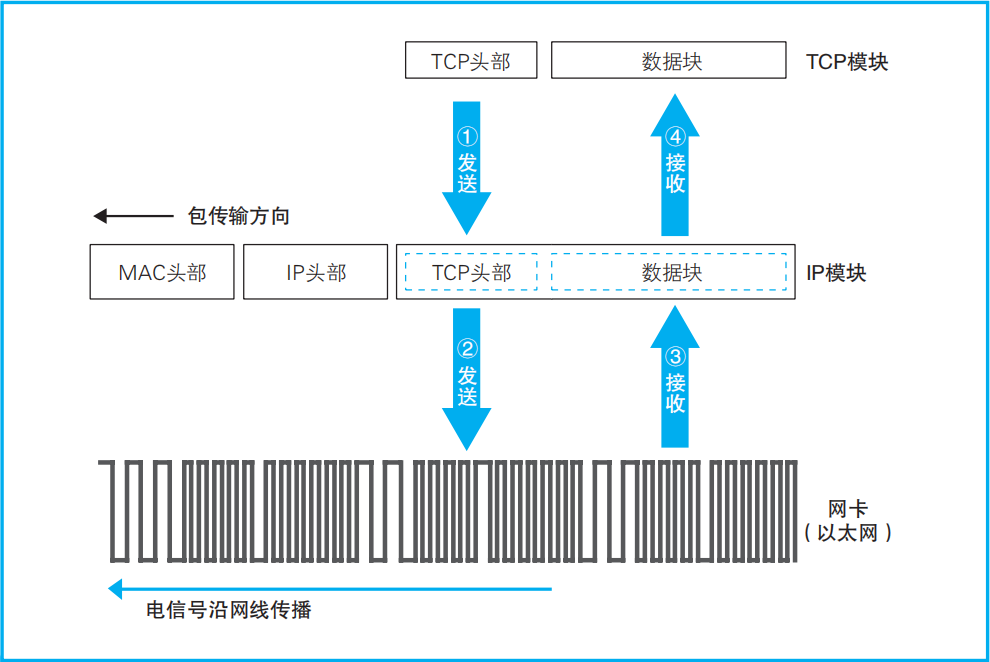 TCP头部 数据块 TCP模块
①发送 ④接收
包传输方向
MAC头部 IP头部 TCP头部 数据块 IP模块
②发送 ③接收
网卡
（以太网）
电信号沿网线传播